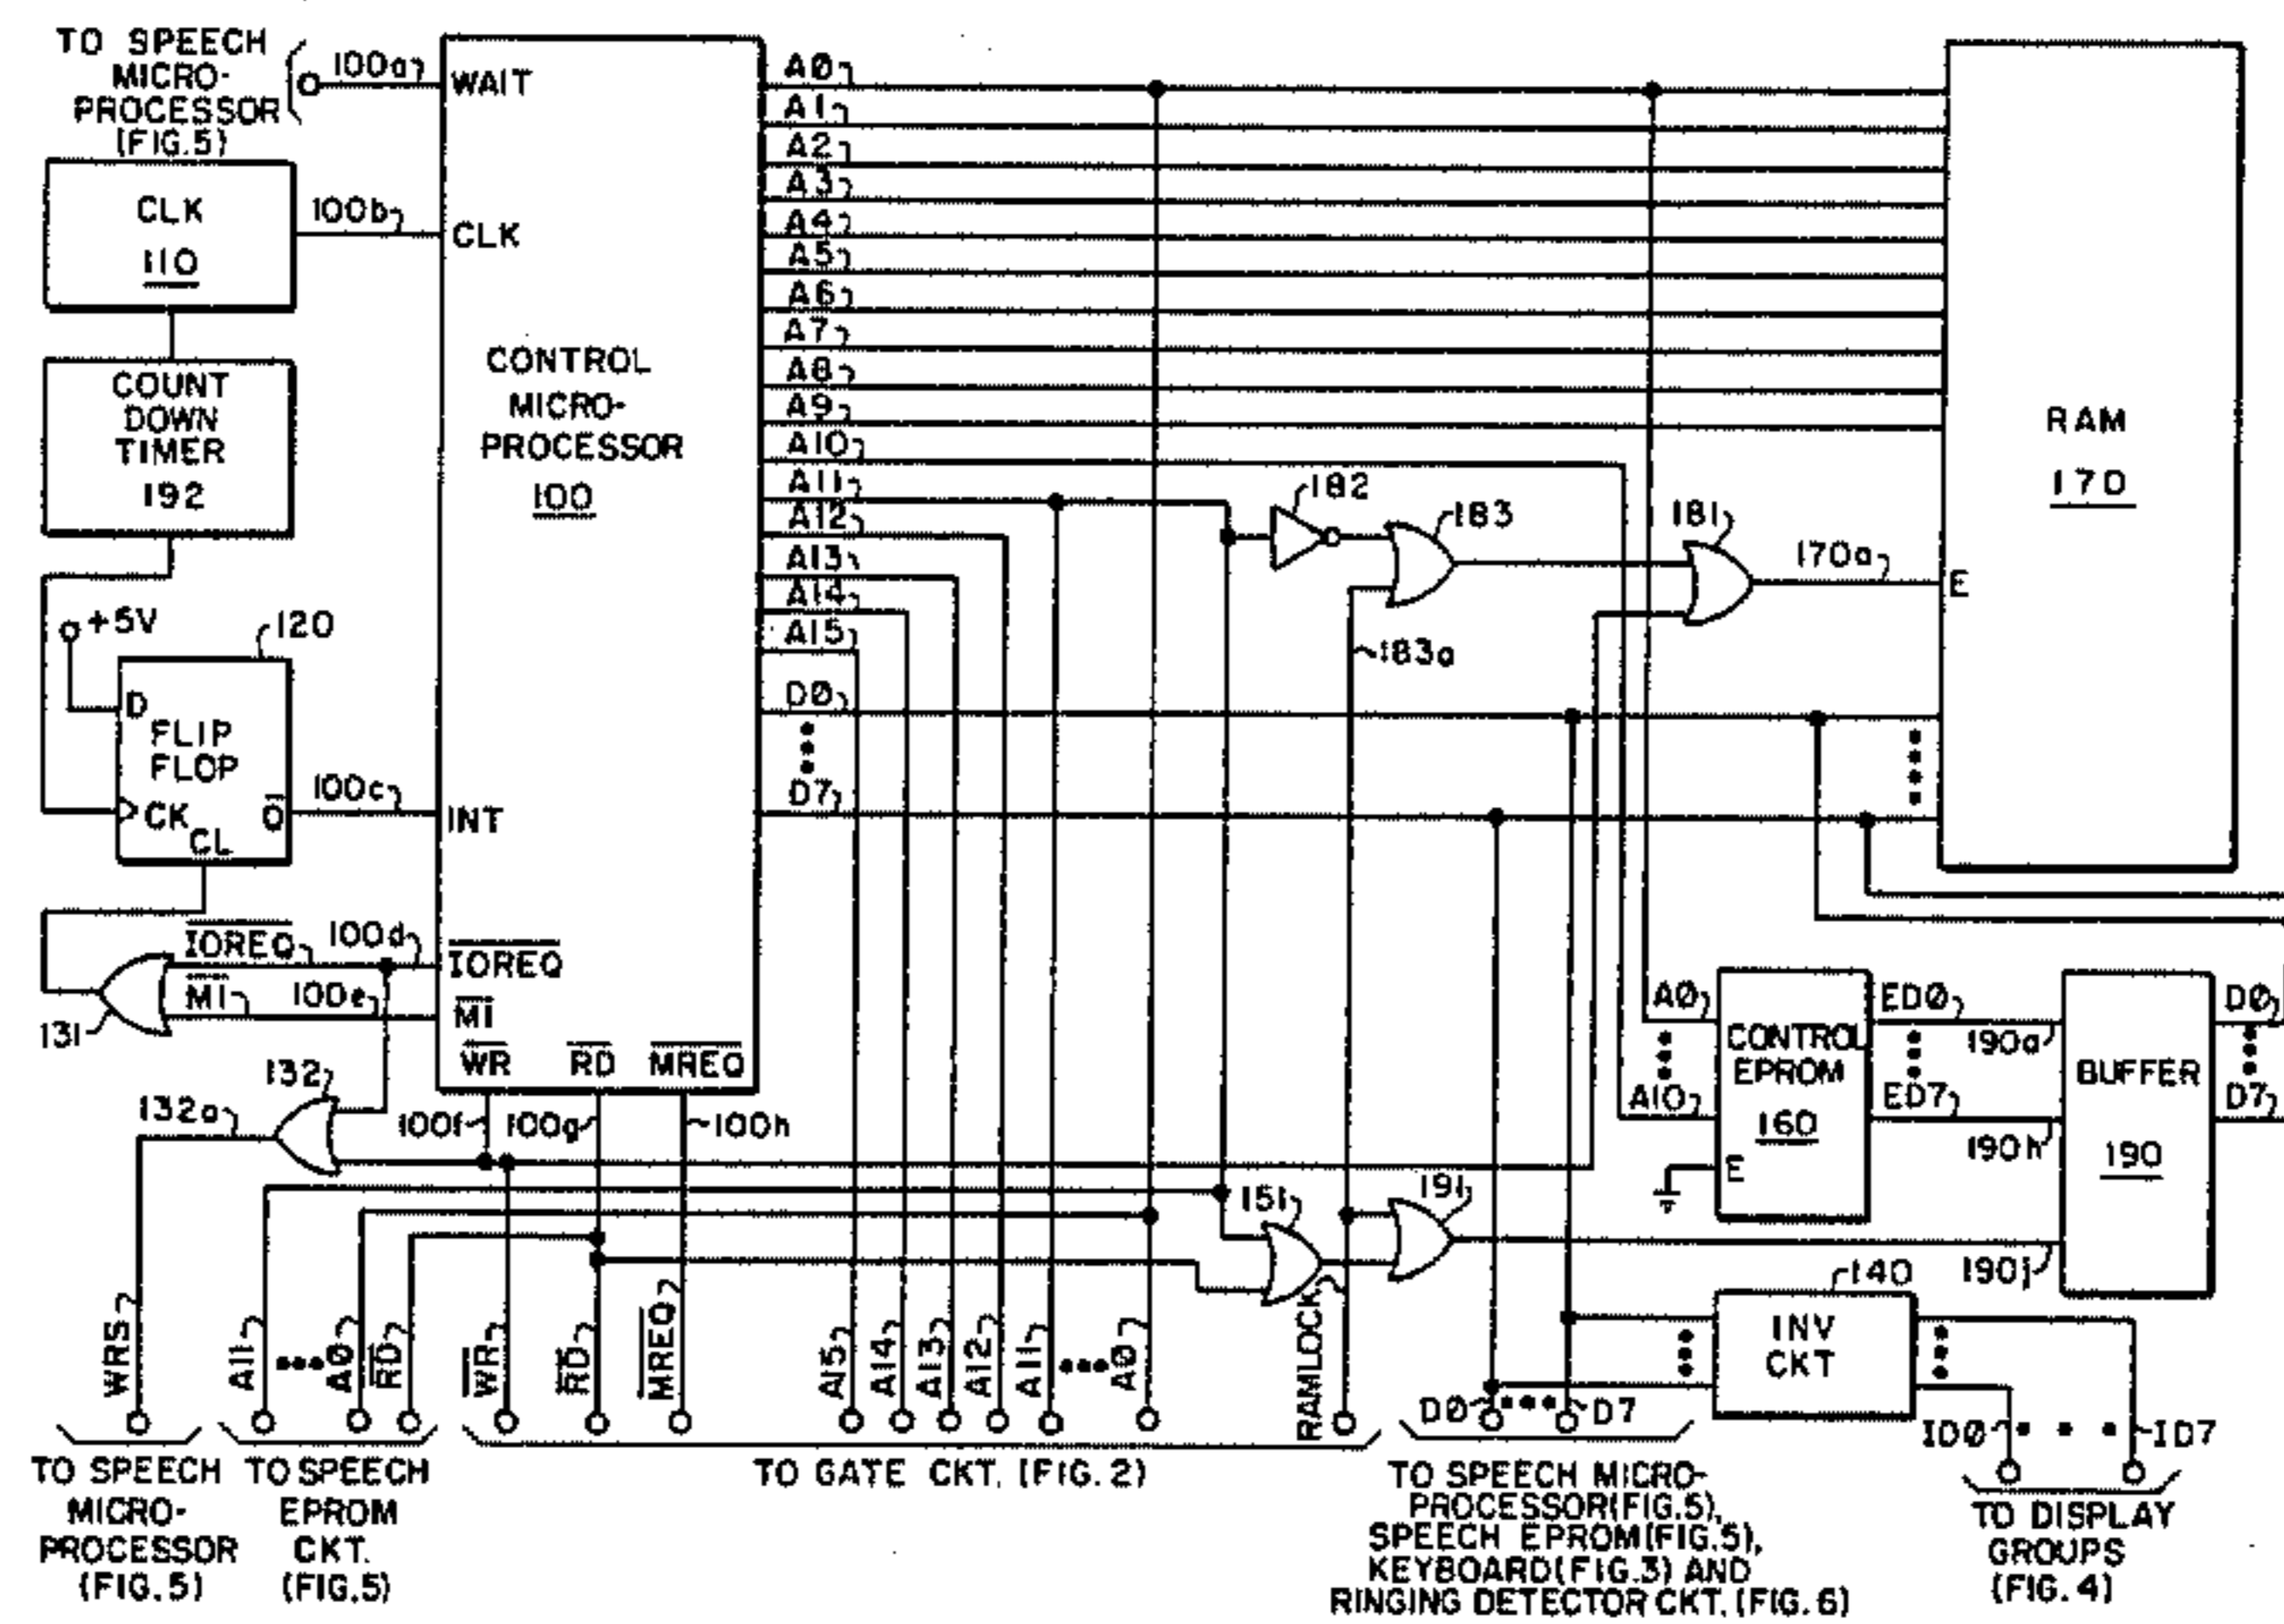 TO SPEECH
MICRO-
PROCESSOR
(FIG.5)
100a
WAIT
CLK
110
100b
CLK
COUNT
DOWN
TIMER
192
CONTROL
MICRO-
PROCESSOR
100
+5V
120
D
FLIP
FLOP
CK
CL
Q̅
100c
INT
IOREQ
100d
IOREQ
M1
100e
M1
131
WR
RD
MREQ
132
132a
100f
100g
100h
A0
A1
A2
A3
A4
A5
A6
A7
A8
A9
A10
A11
A12
A13
A14
A15
D0
D7
182
183
181
170a
183a
E
RAM
170
A0
A10
CONTROL
EPROM
160
E
ED0
ED7
190a
190h
BUFFER
190
D0
D7
151
191
190j
140
INV
CKT
WRS
A11
A0
RD
WR
RD
MREQ
A15
A14
A13
A12
A11
A0
RAMLOCK
D0
D7
ID0
ID7
TO SPEECH
MICRO-
PROCESSOR
(FIG.5)
TO SPEECH
EPROM
CKT.
(FIG.5)
TO GATE CKT. (FIG.2)
TO SPEECH MICRO-
PROCESSOR(FIG.5),
SPEECH EPROM(FIG.5),
KEYBOARD(FIG.3) AND
RINGING DETECTOR CKT. (FIG.6)
TO DISPLAY
GROUPS
(FIG.4)